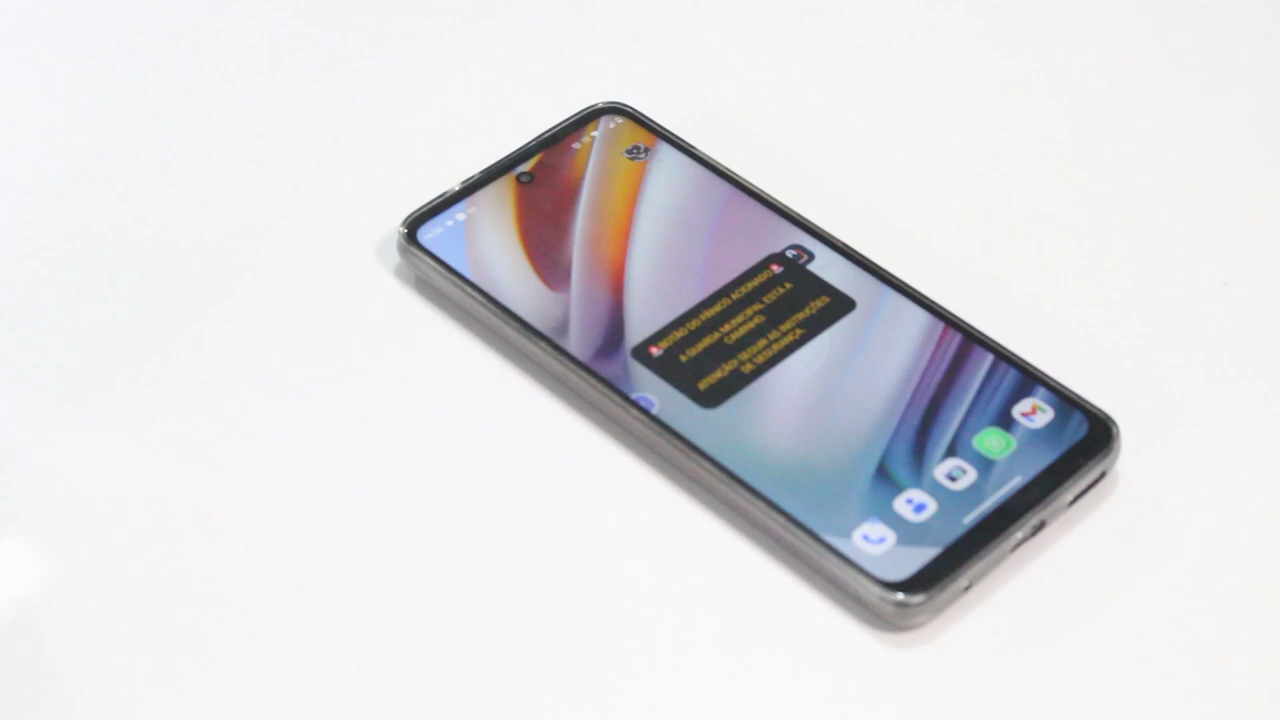 🚨BOTÃO DO PÂNICO ACIONADO🚨
A GUARDA MUNICIPAL ESTÁ A
CAMINHO.
ATENÇÃO! SEGUIR AS INSTRUÇÕES
DE SEGURANÇA.